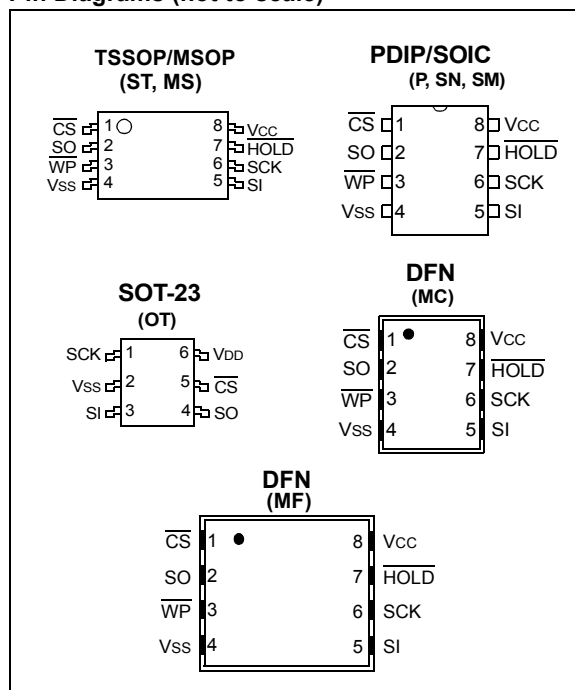 Pin Diagrams (not to scale)
TSSOP/MSOP
(ST, MS)
CS 1 8 VCC
SO 2 7 HOLD
WP 3 6 SCK
VSS 4 5 SI
PDIP/SOIC
(P, SN, SM)
CS 1 8 VCC
SO 2 7 HOLD
WP 3 6 SCK
VSS 4 5 SI
SOT-23
(OT)
SCK 1 6 VDD
VSS 2 5 CS
SI 3 4 SO
DFN
(MC)
CS 1 8 VCC
SO 2 7 HOLD
WP 3 6 SCK
VSS 4 5 SI
DFN
(MF)
CS 1 8 VCC
SO 2 7 HOLD
WP 3 6 SCK
VSS 4 5 SI